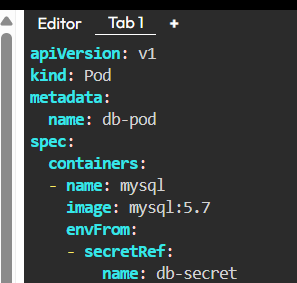 Editor Tab 1 +
apiVersion: v1
kind: Pod
metadata:
  name: db-pod
spec:
  containers:
  - name: mysql
    image: mysql:5.7
    envFrom:
    - secretRef:
        name: db-secret